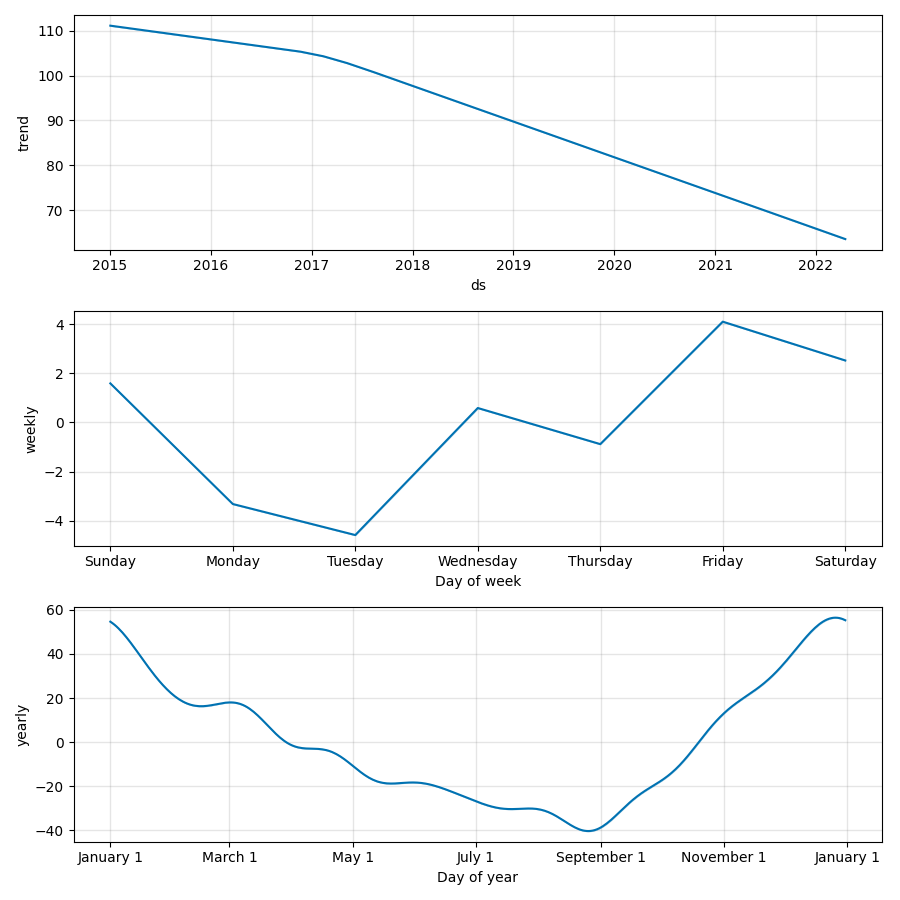 110
100
90
80
70
trend
2015 2016 2017 2018 2019 2020 2021 2022
ds
4
2
0
−2
−4
weekly
Sunday Monday Tuesday Wednesday Thursday Friday Saturday
Day of week
60
40
20
0
−20
−40
yearly
January 1 March 1 May 1 July 1 September 1 November 1 January 1
Day of year